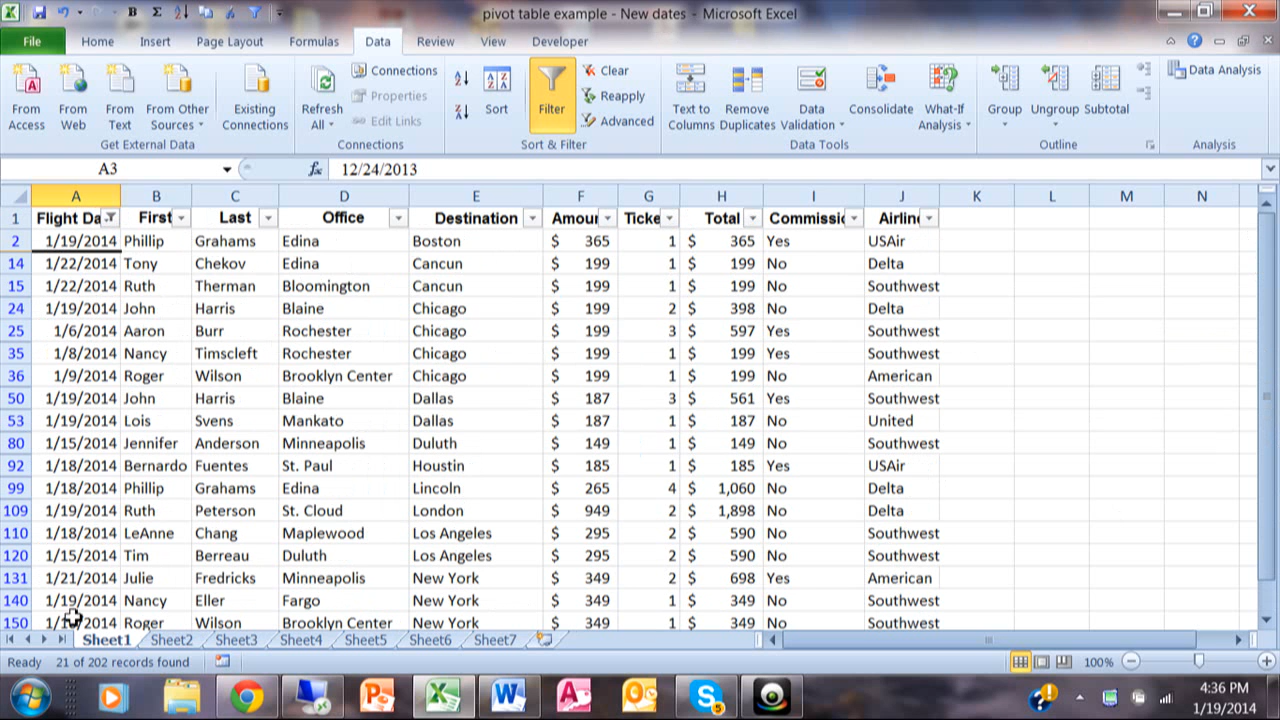 pivot table example - New dates - Microsoft Excel
File Home Insert Page Layout Formulas Data Review View Developer
From Access
From Web
From Text
From Other Sources
Existing Connections
Get External Data
Refresh All
Connections
Properties
Edit Links
Connections
Sort
Filter
Clear
Reapply
Advanced
Sort & Filter
Text to Columns
Remove Duplicates
Data Validation
Consolidate
What-If Analysis
Data Tools
Group
Ungroup
Subtotal
Outline
Data Analysis
Analysis
A3 fx 12/24/2013
A B C D E F G H I J K L M N
1 Flight Da First Last Office Destination Amou Ticke Total Commissi Airlin
2 1/19/2014 Phillip Grahams Edina Boston $ 365 1 $ 365 Yes USAir
14 1/22/2014 Tony Chekov Edina Cancun $ 199 1 $ 199 No Delta
15 1/22/2014 Ruth Therman Bloomington Cancun $ 199 1 $ 199 No Southwest
24 1/19/2014 John Harris Blaine Chicago $ 199 2 $ 398 No Delta
25 1/6/2014 Aaron Burr Rochester Chicago $ 199 3 $ 597 Yes Southwest
35 1/8/2014 Nancy Timscleft Rochester Chicago $ 199 1 $ 199 Yes Southwest
36 1/9/2014 Roger Wilson Brooklyn Center Chicago $ 199 1 $ 199 No American
50 1/19/2014 John Harris Blaine Dallas $ 187 3 $ 561 Yes Southwest
53 1/19/2014 Lois Svens Mankato Dallas $ 187 1 $ 187 No United
80 1/15/2014 Jennifer Anderson Minneapolis Duluth $ 149 1 $ 149 No Southwest
92 1/18/2014 Bernardo Fuentes St. Paul Houstin $ 185 1 $ 185 Yes USAir
99 1/18/2014 Phillip Grahams Edina Lincoln $ 265 4 $ 1,060 No Delta
109 1/19/2014 Ruth Peterson St. Cloud London $ 949 2 $ 1,898 No Delta
110 1/18/2014 LeAnne Chang Maplewood Los Angeles $ 295 2 $ 590 No Southwest
120 1/15/2014 Tim Berreau Duluth Los Angeles $ 295 2 $ 590 No Southwest
131 1/21/2014 Julie Fredricks Minneapolis New York $ 349 2 $ 698 Yes American
140 1/19/2014 Nancy Eller Fargo New York $ 349 1 $ 349 No Southwest
150 Roger Wilson Brooklyn Center New York $ 349 1 $ 349 No Southwest
Sheet1 Sheet2 Sheet3 Sheet4 Sheet5 Sheet6 Sheet7
Ready 21 of 202 records found 100%
4:36 PM
1/19/2014